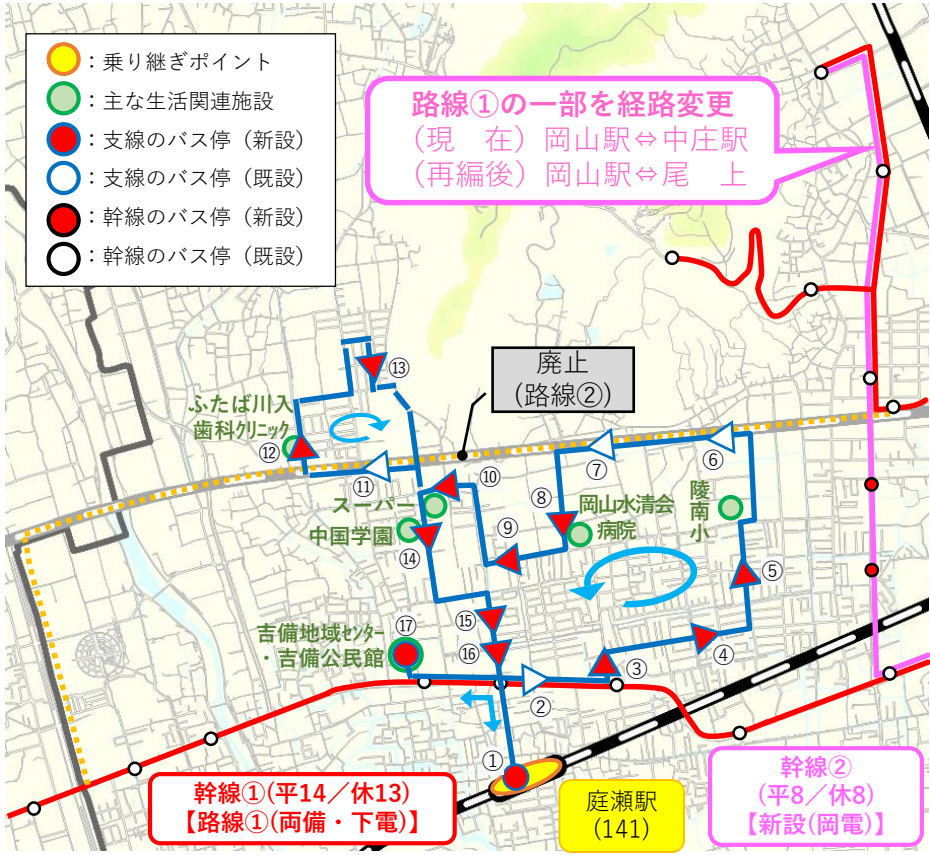 ：乗り継ぎポイント
：主な生活関連施設
：支線のバス停（新設）
：支線のバス停（既設）
：幹線のバス停（新設）
：幹線のバス停（既設）
路線①の一部を経路変更
（現　在）岡山駅⇔中庄駅
（再編後）岡山駅⇔尾　上
廃止
(路線②)
⑬
ふたば川入
歯科クリニック
⑫
⑪
⑩
⑦
⑥
スーパー
中国学園
⑭
⑨
⑧
岡山水清会
病院
陵
南
小
⑤
⑮
⑯
⑰
吉備地域センター
・吉備公民館
③
④
②
①
幹線①(平14／休13)
【路線①(両備・下電)】
庭瀬駅
(141)
幹線②
(平8／休8)
【新設(岡電)】